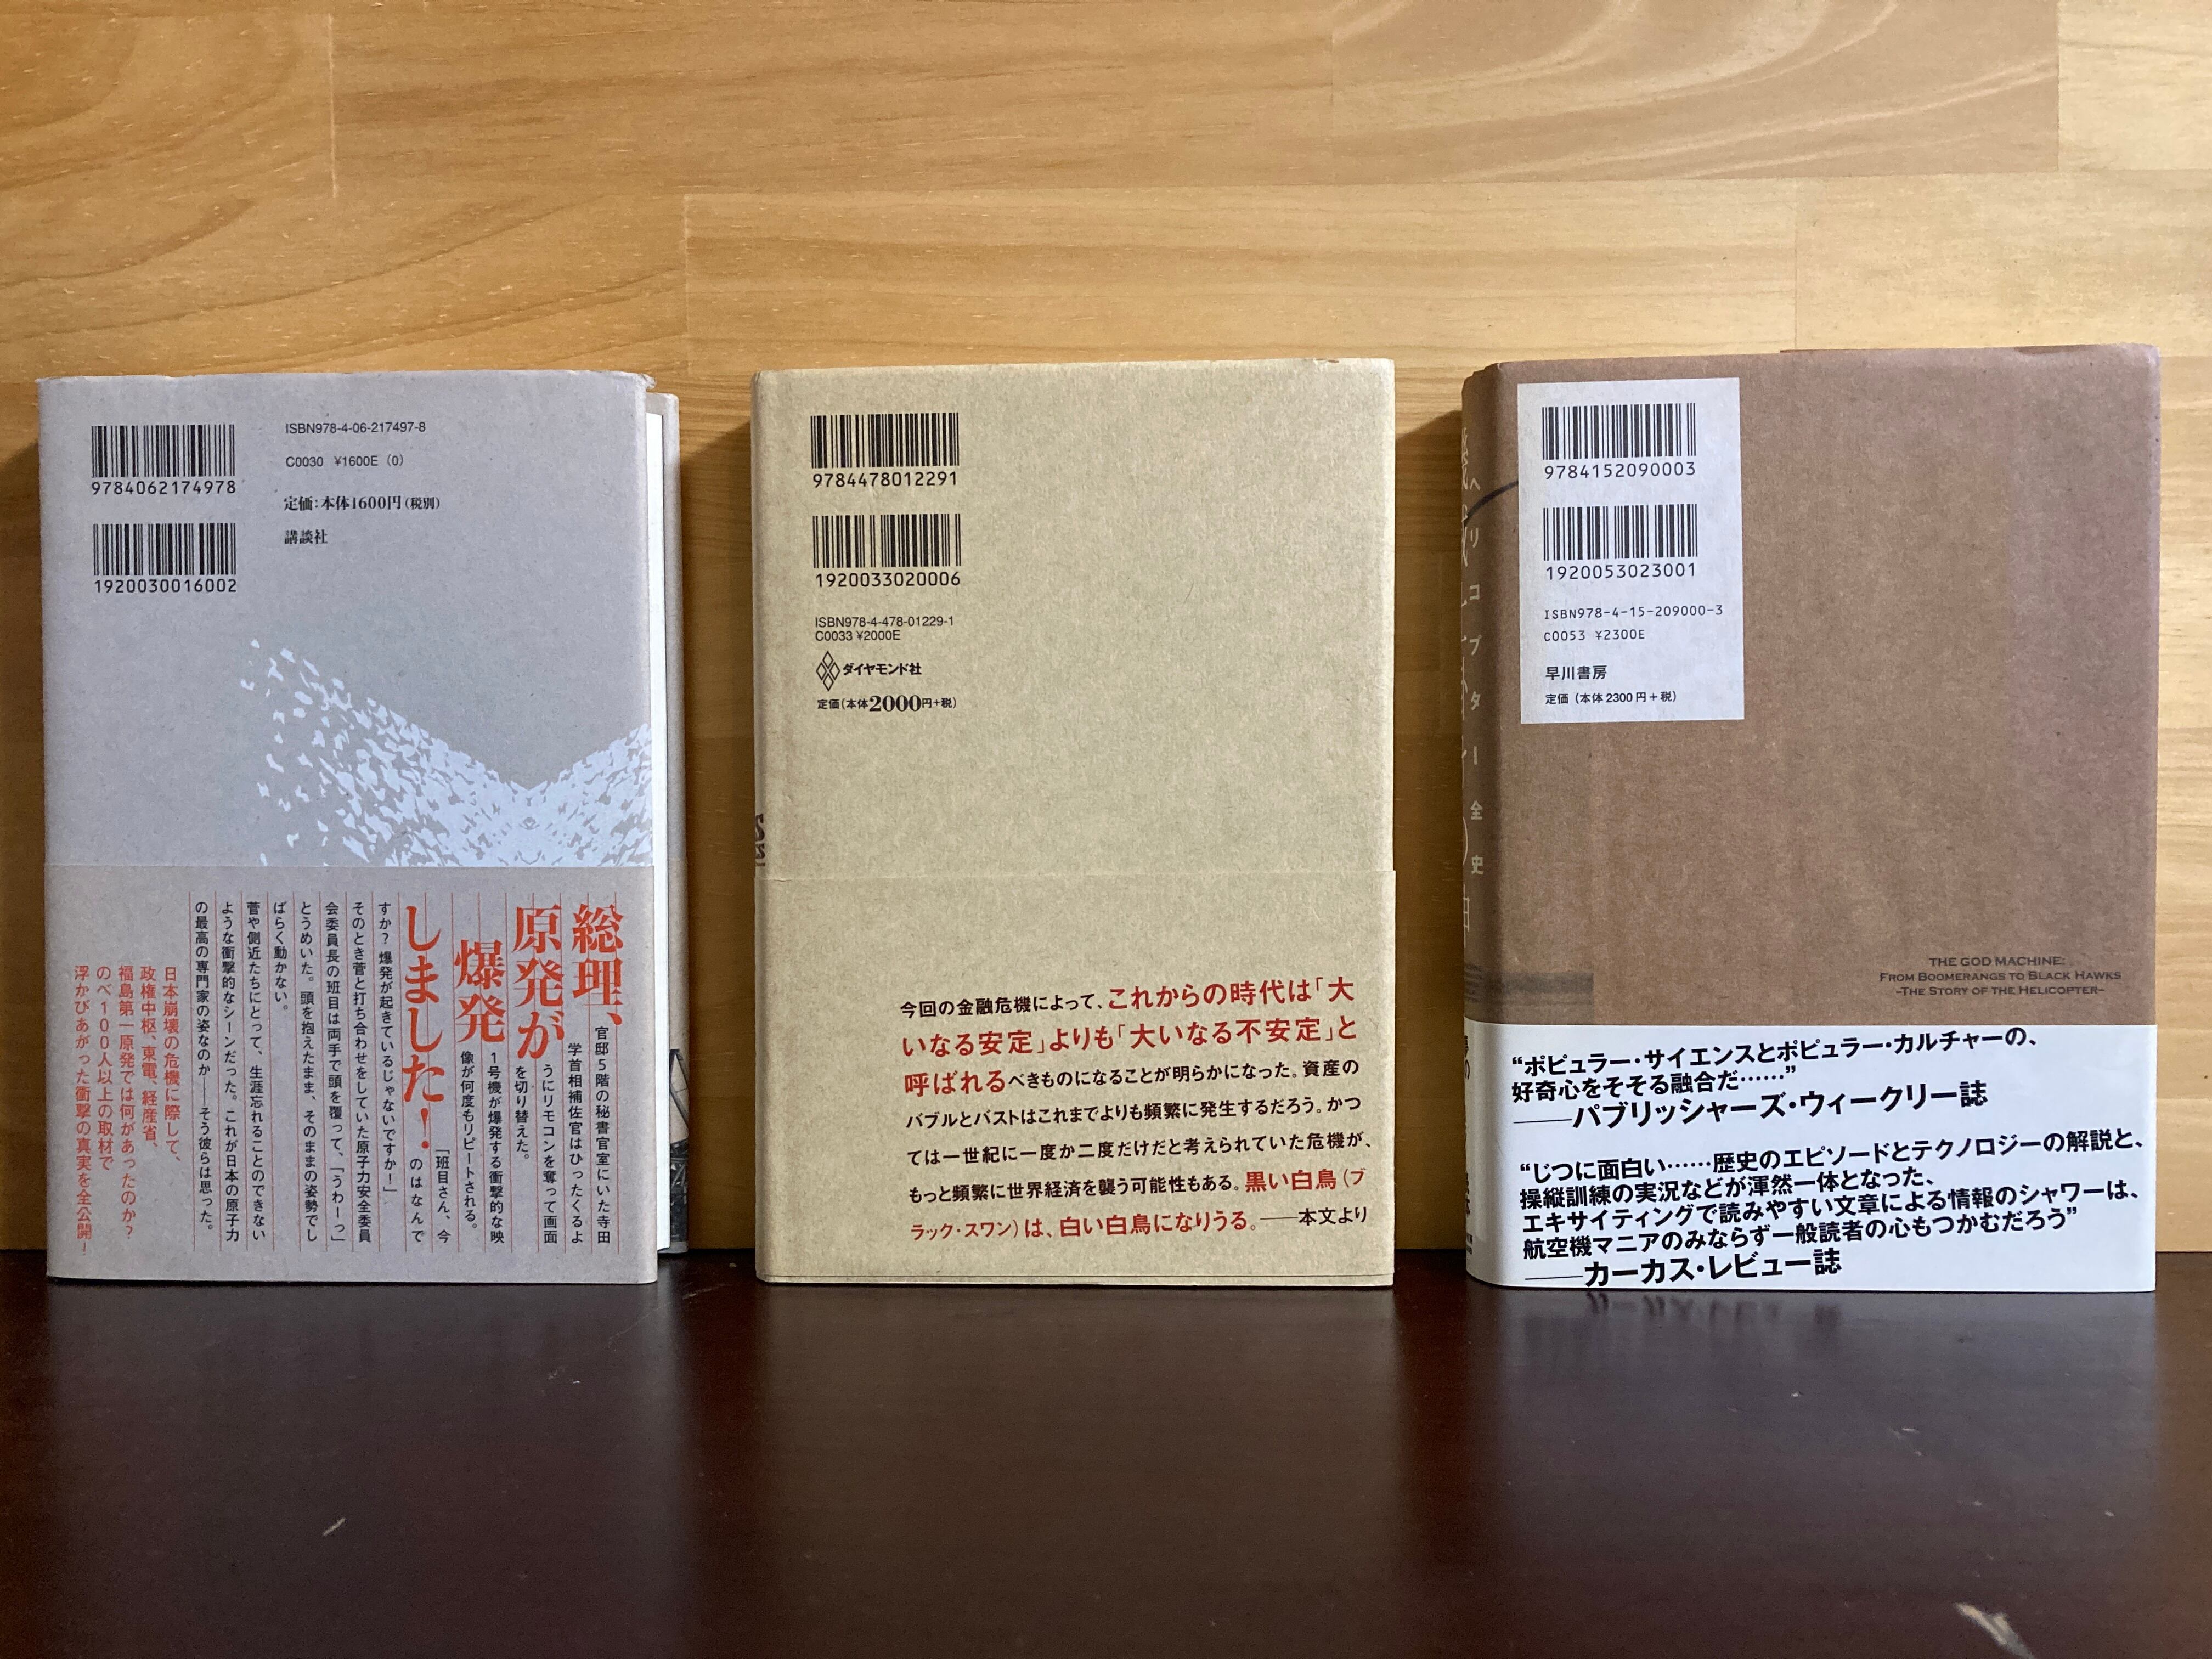 9784062174978
1920030016002
ISBN978-4-06-217497-8
C0030 ¥1600E (0)
定価：本体1600円（税別）
講談社
総理、
原発が
爆発
しました！
官邸5階の秘書官室にいた寺田
学首相補佐官はひったくるよ
うにリモコンを奪って画面
を切り替えた。
1号機が爆発する衝撃的な映
像が何度もリピートされる。
「班目さん、今
のはなんで
すか？ 爆発が起きているじゃないですか！」
そのとき菅と打ち合わせをしていた原子力安全委員
会委員長の班目は両手で頭を覆って、「うわーっ」
とうめいた。頭を抱えたまま、そのままの姿勢でし
ばらく動かない。
菅や側近たちにとって、生涯忘れることのできない
ような衝撃的なシーンだった。これが日本の原子力
の最高の専門家の姿なのか――そう彼らは思った。
日本崩壊の危機に際して、
政権中枢、東電、経産省、
福島第一原発では何があったのか？
のべ100人以上の取材で
浮かびあがった衝撃の真実を全公開！
9784478012291
1920033020006
ISBN978-4-478-01229-1
C0033 ¥2000E
ダイヤモンド社
定価（本体2000円+税）
今回の金融危機によって、これからの時代は「大
いなる安定」よりも「大いなる不安定」と
呼ばれるべきものになることが明らかになった。資産の
バブルとバストはこれまでよりも頻繁に発生するだろう。かつ
ては一世紀に一度か二度だけだと考えられていた危機が、
もっと頻繁に世界経済を襲う可能性もある。黒い白鳥（ブ
ラック・スワン）は、白い白鳥になりうる。――本文より
ヘリコプター全史
9784152090003
1920053023001
ISBN978-4-15-209000-3
C0053 ¥2300E
早川書房
定価（本体2300円+税）
THE GOD MACHINE:
FROM BOOMERANGS TO BLACK HAWKS
–THE STORY OF THE HELICOPTER–
“ポピュラー・サイエンスとポピュラー・カルチャーの、
好奇心をそそる融合だ……”
――パブリッシャーズ・ウィークリー誌
“じつに面白い……歴史のエピソードとテクノロジーの解説と、
操縦訓練の実況などが渾然一体となった、
エキサイティングで読みやすい文章による情報のシャワーは、
航空機マニアのみならず一般読者の心もつかむだろう”
――カーカス・レビュー誌